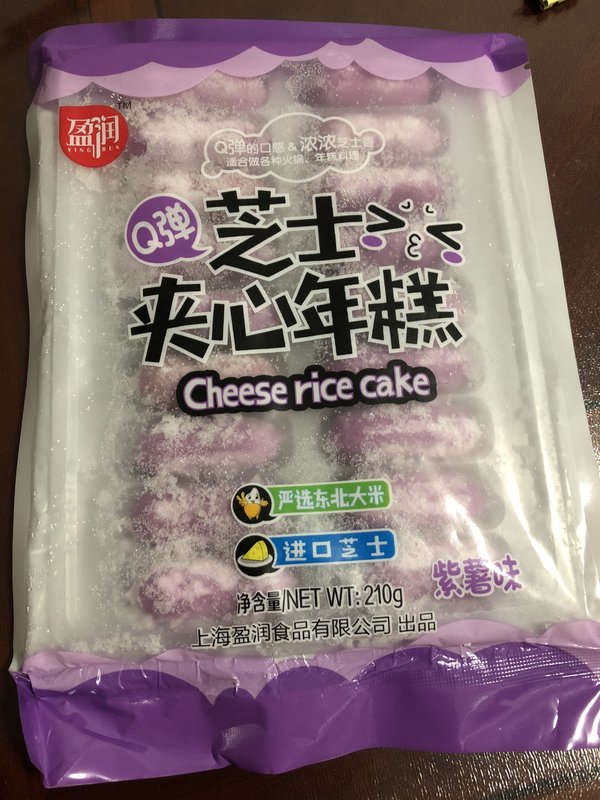 TM
盈润
YING RUN
Q弹的口感 & 浓浓芝士香
适合做各种火锅、年糕料理
Q弹
芝士
夹心年糕
Cheese rice cake
严选东北大米
进口芝士
紫薯味
净含量/NET WT: 210g
上海盈润食品有限公司 出品